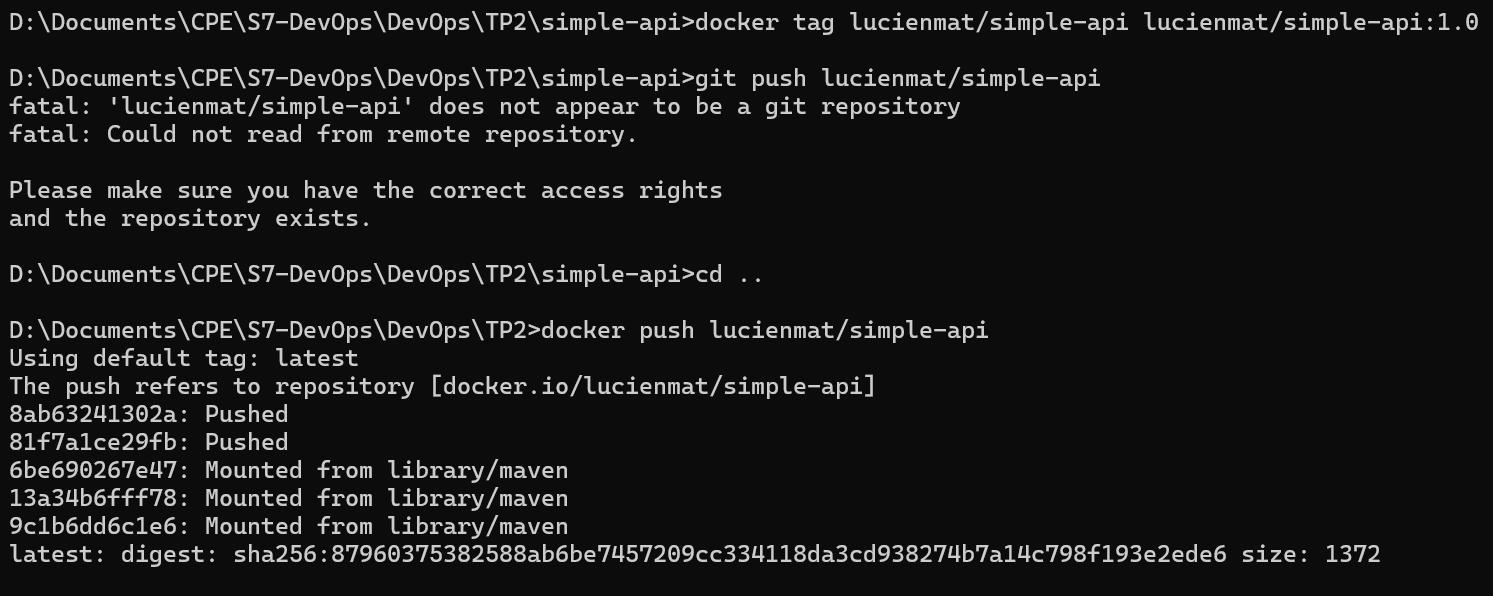 D:\Documents\CPE\S7-DevOps\DevOps\TP2\simple-api>docker tag lucienmat/simple-api lucienmat/simple-api:1.0
D:\Documents\CPE\S7-DevOps\DevOps\TP2\simple-api>git push lucienmat/simple-api
fatal: 'lucienmat/simple-api' does not appear to be a git repository
fatal: Could not read from remote repository.
Please make sure you have the correct access rights
and the repository exists.
D:\Documents\CPE\S7-DevOps\DevOps\TP2\simple-api>cd ..
D:\Documents\CPE\S7-DevOps\DevOps\TP2>docker push lucienmat/simple-api
Using default tag: latest
The push refers to repository [docker.io/lucienmat/simple-api]
8ab63241302a: Pushed
81f7a1ce29fb: Pushed
6be690267e47: Mounted from library/maven
13a34b6fff78: Mounted from library/maven
9c1b6dd6c1e6: Mounted from library/maven
latest: digest: sha256:87960375382588ab6be7457209cc334118da3cd938274b7a14c798f193e2ede6 size: 1372